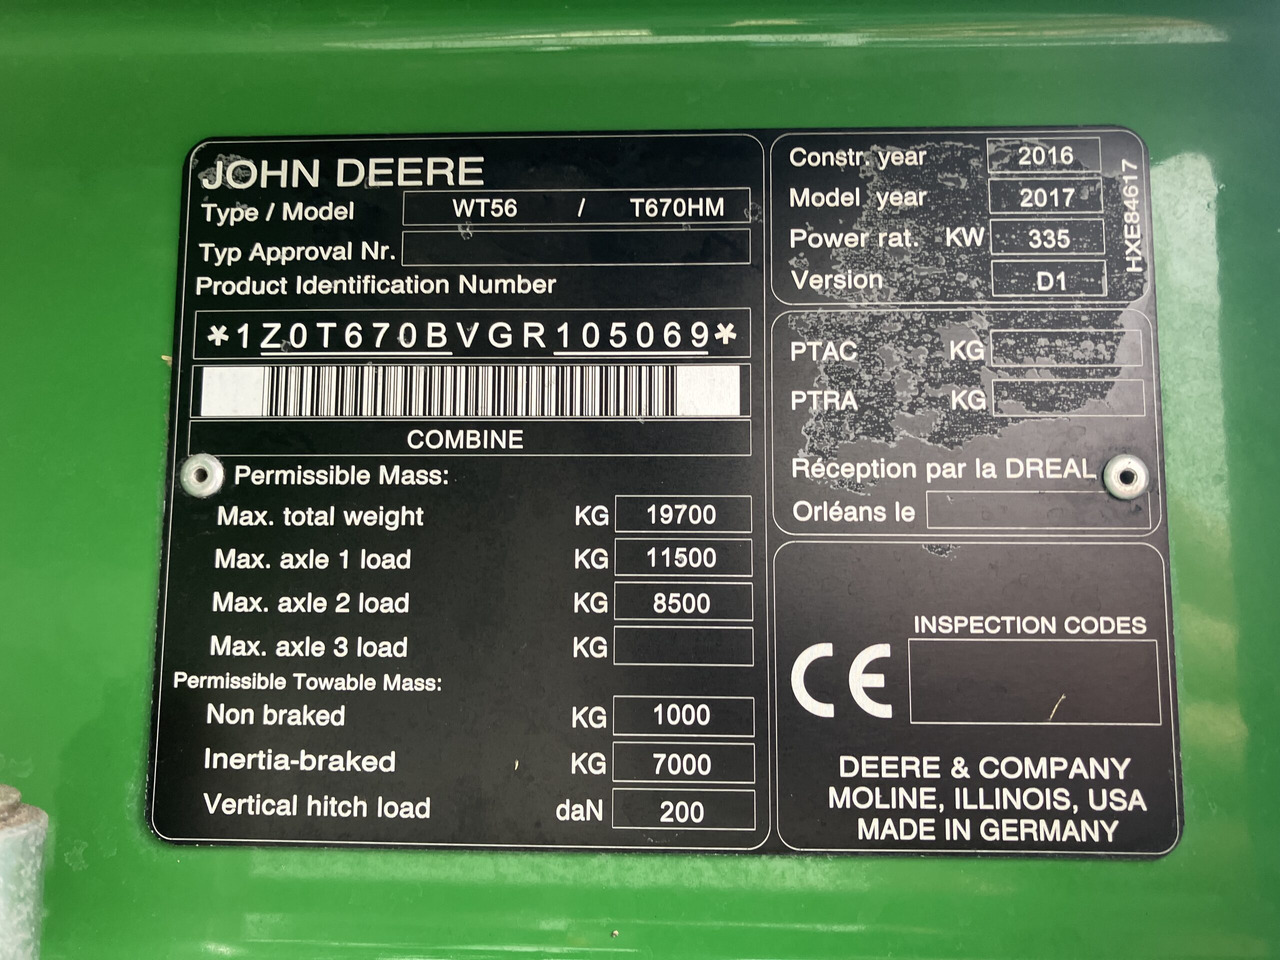 JOHN DEERE
Type / Model WT56 / T670HM
Typ Approval Nr.
Product Identification Number
*1Z0T670BVGR105069*
COMBINE
Permissible Mass:
Max. total weight KG 19700
Max. axle 1 load KG 11500
Max. axle 2 load KG 8500
Max. axle 3 load KG
Permissible Towable Mass:
Non braked KG 1000
Inertia-braked KG 7000
Vertical hitch load daN 200
Constr. year 2016
Model year 2017
Power rat. KW 335
Version D1
HXE84617
PTAC KG
PTRA KG
Réception par la DREAL
Orléans le
INSPECTION CODES
CE
DEERE & COMPANY
MOLINE, ILLINOIS, USA
MADE IN GERMANY